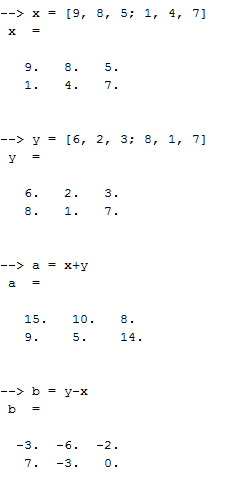 --> x = [9, 8, 5; 1, 4, 7]
x  =
9.   8.   5.
1.   4.   7.
--> y = [6, 2, 3; 8, 1, 7]
y  =
6.   2.   3.
8.   1.   7.
--> a = x+y
a  =
15.   10.   8.
9.    5.    14.
--> b = y-x
b  =
-3.  -6.  -2.
7.  -3.   0.